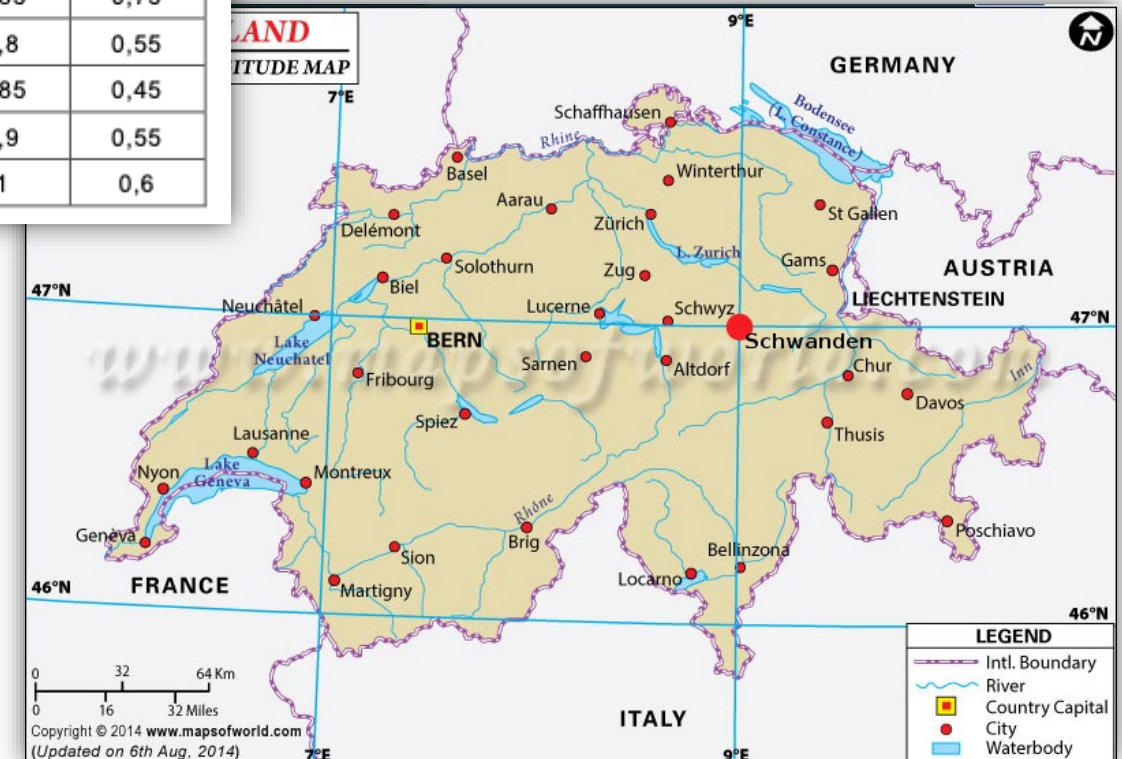 0,55
85 0,45
,9 0,55
0,6
LAND
ITUDE MAP
9°E
N
7°E
GERMANY
Bodensee
(L. Constance)
Schaffhausen
Rhine
Basel
Winterthur
Aarau
Delémont
Zürich
St Gallen
L. Zurich
Solothurn
Zug
Gams
AUSTRIA
Biel
47°N
Neuchâtel
Lucerne
Schwyz
LIECHTENSTEIN
47°N
BERN
Schwanden
Lake
Neuchatel
www.mapsofworld.com
Sarnen
Altdorf
Chur
Inn
Fribourg
Davos
Spiez
Thusis
Lausanne
Nyon
Lake
Geneva
Montreux
Rhône
Genèva
Brig
Poschiavo
Sion
Bellinzona
Locarno
FRANCE
Martigny
46°N
46°N
LEGEND
Intl. Boundary
River
Country Capital
City
Waterbody
0 32 64 Km
0 16 32 Miles
ITALY
Copyright © 2014 www.mapsofworld.com
(Updated on 6th Aug, 2014)
7°E
9°E